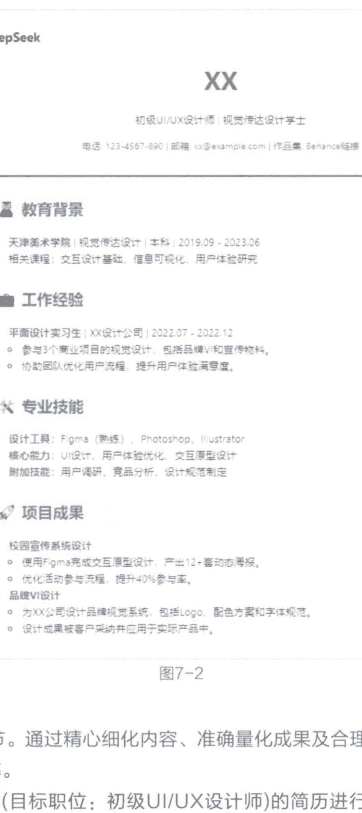 epSeek
XX
初级UI/UX设计师 | 视觉传达设计学士
电话: 123-4567-890 | 邮箱: xx@example.com | 作品集: Behance链接
教育背景
天津美术学院 | 视觉传达设计 | 本科 | 2019.09 - 2023.06
相关课程：交互设计基础、信息可视化、用户体验研究
工作经验
平面设计实习生 | XX设计公司 | 2022.07 - 2022.12
参与3个商业项目的视觉设计，包括品牌VI和宣传物料。
协助团队优化用户流程，提升用户体验满意度。
专业技能
设计工具：Figma（熟练）、Photoshop、Illustrator
核心能力：UI设计、用户体验优化、交互原型设计
附加技能：用户调研、竞品分析、设计规范制定
项目成果
校园宣传系统设计
使用Figma完成交互原型设计，产出12+套动态海报。
优化活动参与流程，提升40%参与率。
品牌VI设计
为XX公司设计品牌视觉系统，包括Logo、配色方案和字体规范。
设计成果被客户采纳并应用于实际产品中。
图7-2
。通过精心细化内容、准确量化成果及合理
。
(目标职位：初级UI/UX设计师)的简历进行